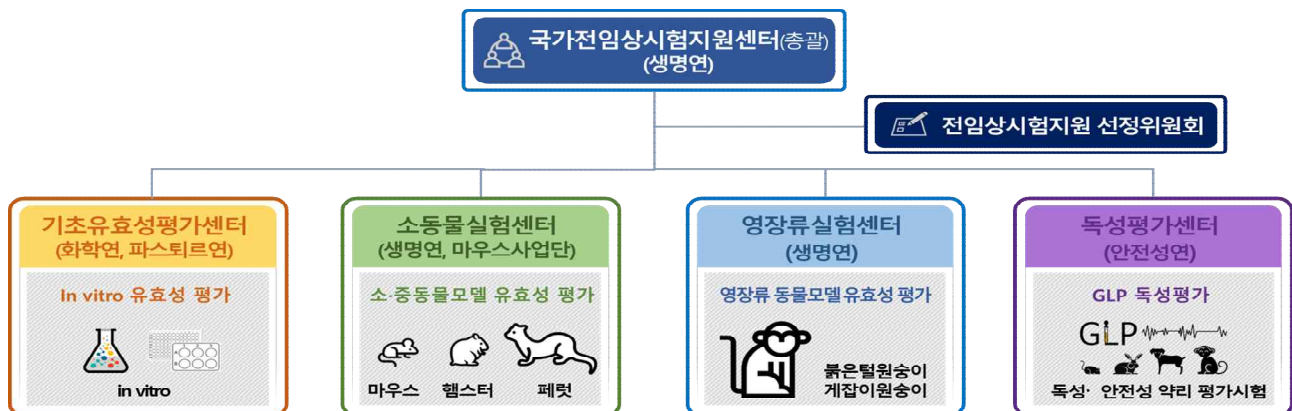 국가전임상시험지원센터(총괄)
(생명연)
전임상시험지원 선정위원회
기초유효성평가센터
(화학연, 파스퇴르연)
In vitro 유효성 평가
in vitro
소동물실험센터
(생명연, 마우스사업단)
소·중동물모델 유효성 평가
마우스 햄스터 페럿
영장류실험센터
(생명연)
영장류 동물모델 유효성 평가
붉은털원숭이
게잡이원숭이
독성평가센터
(안전성연)
GLP 독성평가
GLP
독성· 안전성 약리 평가시험